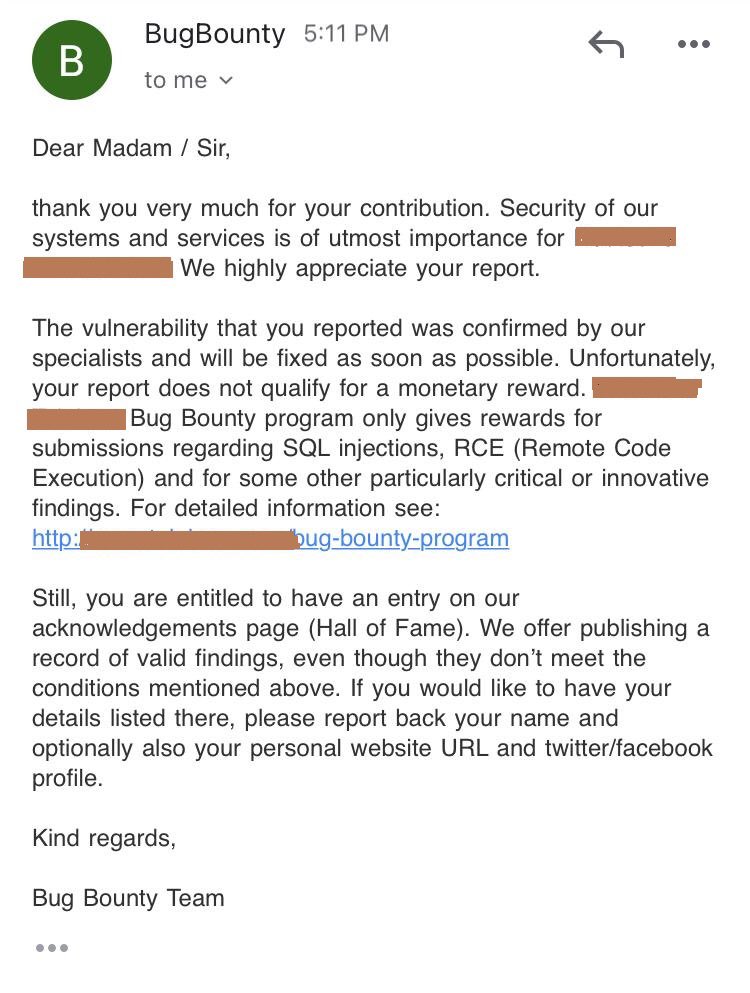 B
BugBounty 5:11 PM
to me
Dear Madam / Sir,
thank you very much for your contribution. Security of our
systems and services is of utmost importance for
We highly appreciate your report.
The vulnerability that you reported was confirmed by our
specialists and will be fixed as soon as possible. Unfortunately,
your report does not qualify for a monetary reward.
Bug Bounty program only gives rewards for
submissions regarding SQL injections, RCE (Remote Code
Execution) and for some other particularly critical or innovative
findings. For detailed information see:
http: bug-bounty-program
Still, you are entitled to have an entry on our
acknowledgements page (Hall of Fame). We offer publishing a
record of valid findings, even though they don’t meet the
conditions mentioned above. If you would like to have your
details listed there, please report back your name and
optionally also your personal website URL and twitter/facebook
profile.
Kind regards,
Bug Bounty Team